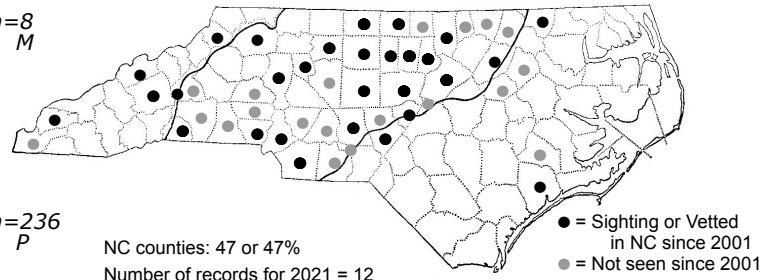 n=8
M
n=236
P
NC counties: 47 or 47%
Number of records for 2021 = 12
● = Sighting or Vetted
in NC since 2001
● = Not seen since 2001